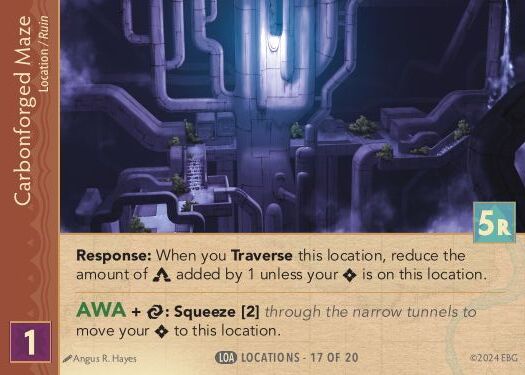 Carbonforged Maze
Location / Ruin
5R
Response: When you Traverse this location, reduce the
amount of added by 1 unless your is on this location.
AWA + : Squeeze [2] through the narrow tunnels to
move your to this location.
1
Angus R. Hayes
LOA LOCATIONS - 17 OF 20
©2024 EBG